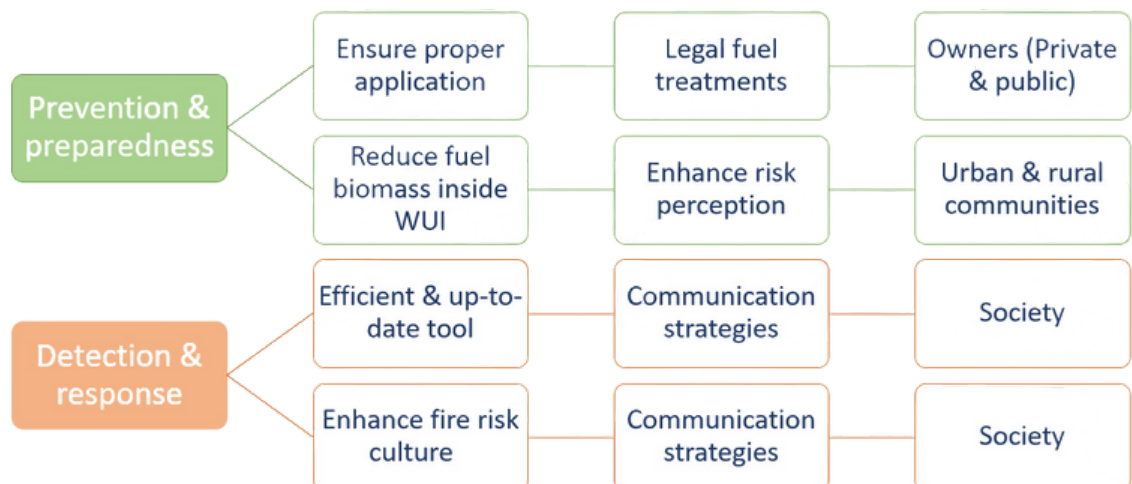 Prevention &
preparedness
Ensure proper
application
Legal fuel
treatments
Owners (Private
& public)
Reduce fuel
biomass inside
WUI
Enhance risk
perception
Urban & rural
communities
Detection &
response
Efficient & up-to-
date tool
Communication
strategies
Society
Enhance fire risk
culture
Communication
strategies
Society